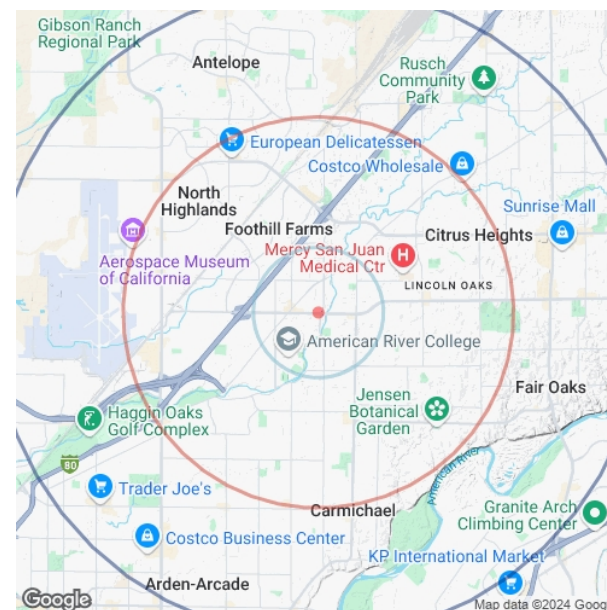 Gibson Ranch
Regional Park
Antelope
Rusch
Community
Park
European Delicatessen
Costco Wholesale
North
Highlands
Sunrise Mall
Foothill Farms
Citrus Heights
Mercy San Juan
Medical Ctr
Aerospace Museum
of California
LINCOLN OAKS
American River College
Fair Oaks
Jensen
Botanical
Garden
Haggin Oaks
Golf Complex
80
American River
Trader Joe's
Carmichael
Granite Arch
Climbing Center
Costco Business Center
KP International Market
Arden-Arcade
Google
Map data ©2024 Goog